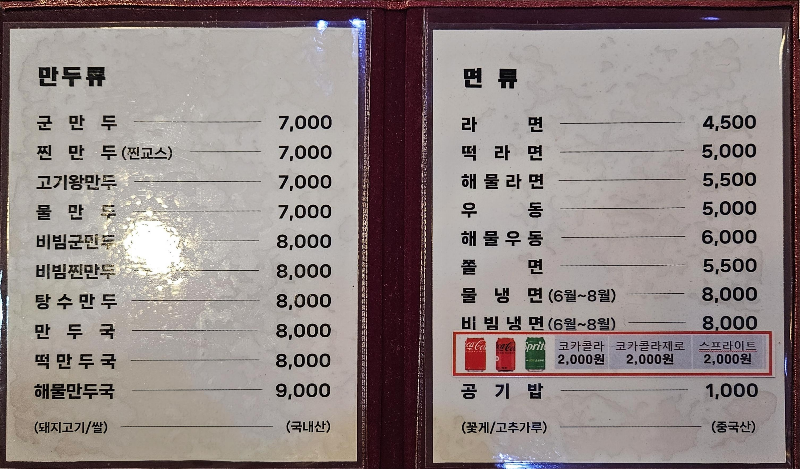 만두류
군만두 7,000
찐만두(찐교스) 7,000
고기왕만두 7,000
물만두 7,000
비빔군만두 8,000
비빔찐만두 8,000
탕수만두 8,000
만두국 8,000
떡만두국 8,000
해물만두국 9,000
(돼지고기/쌀) (국내산)
면류
라면 4,500
떡라면 5,000
해물라면 5,500
우동 5,000
해물우동 6,000
쫄면 5,500
물냉면(6월~8월) 8,000
비빔냉면(6월~8월) 8,000
Sprite 코카콜라 코카콜라제로 스프라이트
2,000원 2,000원 2,000원
공기밥 1,000
(꽃게/고추가루) (중국산)